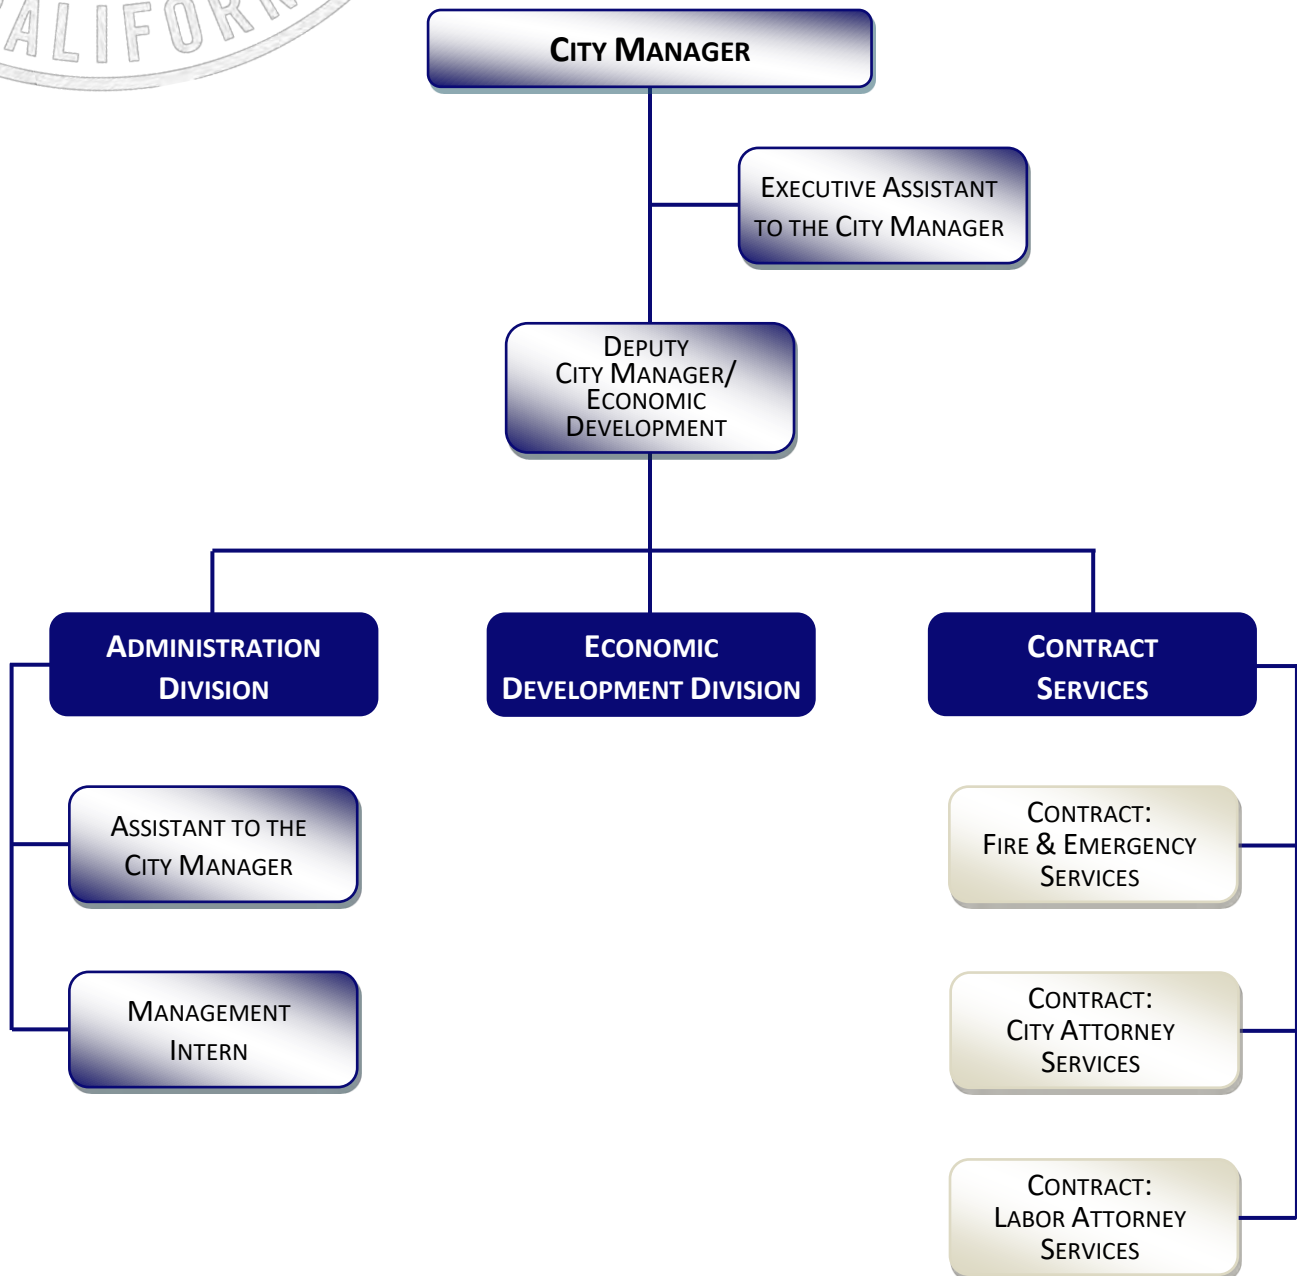 ALIFORN
CITY MANAGER
EXECUTIVE ASSISTANT
TO THE CITY MANAGER
DEPUTY
CITY MANAGER/
ECONOMIC
DEVELOPMENT
ADMINISTRATION
DIVISION
ECONOMIC
DEVELOPMENT DIVISION
CONTRACT
SERVICES
ASSISTANT TO THE
CITY MANAGER
CONTRACT:
FIRE & EMERGENCY
SERVICES
MANAGEMENT
INTERN
CONTRACT:
CITY ATTORNEY
SERVICES
CONTRACT:
LABOR ATTORNEY
SERVICES